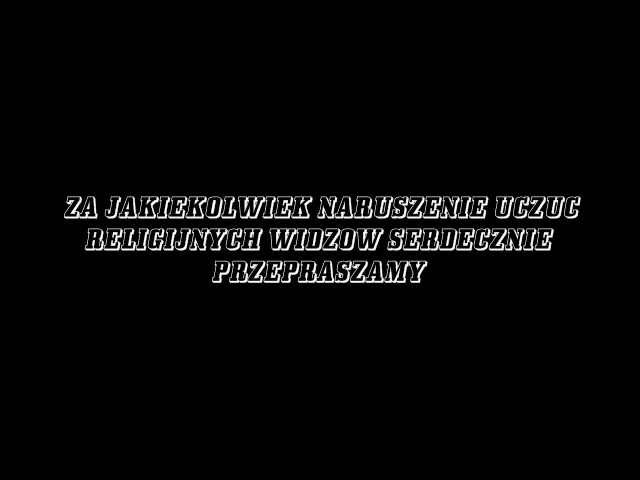 ZA JAKIEKOLWIEK NARUSZENIE UCZUC
RELIGIJNYCH WIDZOW SERDECZNIE
PRZEPRASZAMY